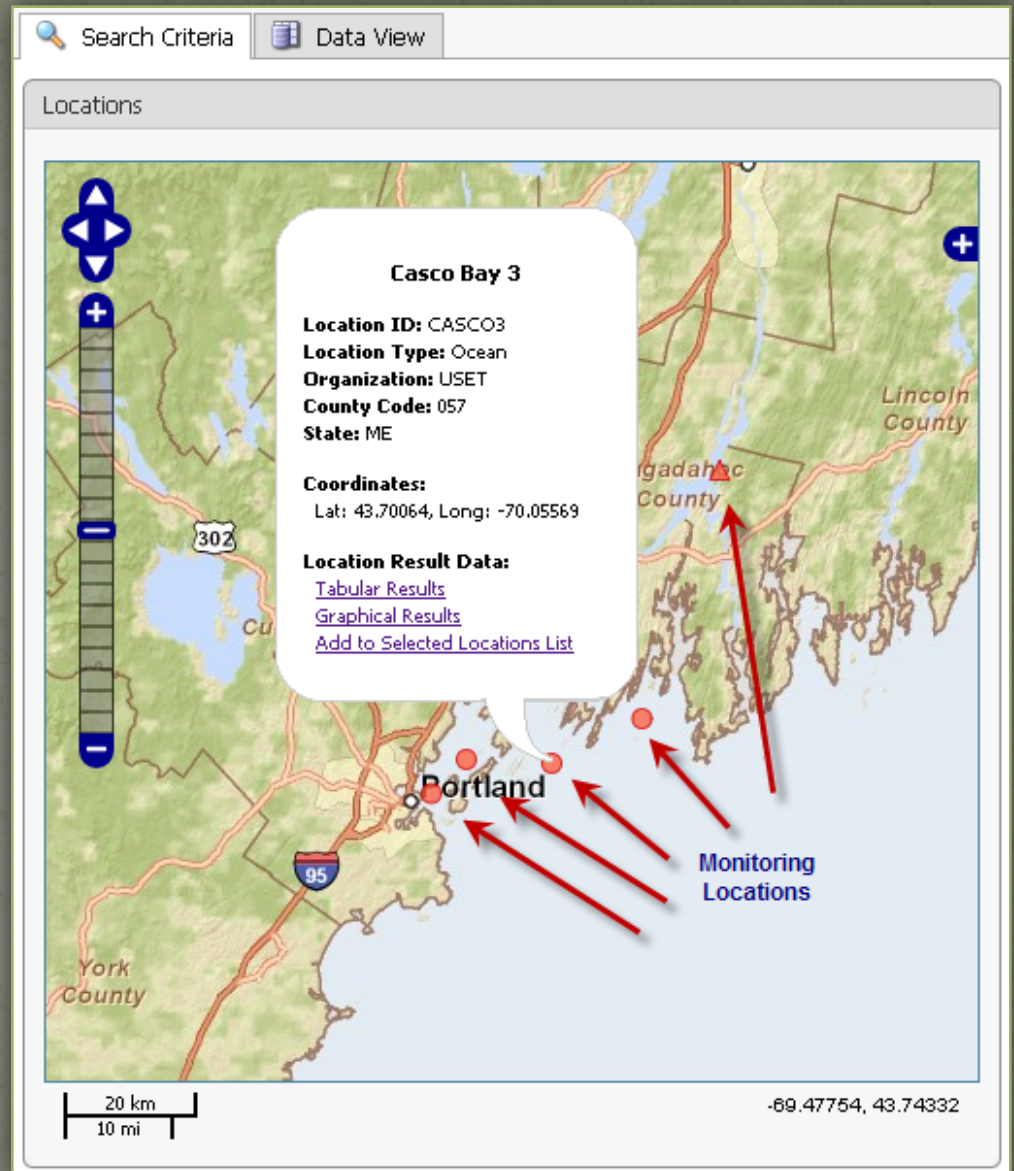 Search Criteria
Data View
Locations
Casco Bay 3
Location ID: CASCO3
Location Type: Ocean
Organization: USET
County Code: 057
State: ME
Coordinates:
Lat: 43.70064, Long: -70.05569
Location Result Data:
Tabular Results
Graphical Results
Add to Selected Locations List
Lincoln
County
gadahoc
County
302
Cu
Portland
95
Monitoring
Locations
York
County
20 km
10 mi
-69.47754, 43.74332